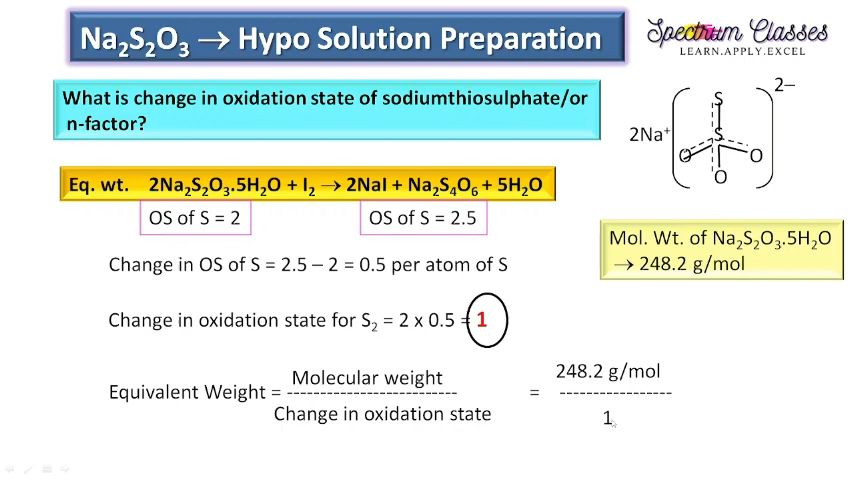 Na₂S₂O₃ → Hypo Solution Preparation
Spectrum Classes
LEARN.APPLY.EXCEL
What is change in oxidation state of sodiumthiosulphate/or
n-factor?
2Na⁺
S
S
O
O
O
2–
Eq. wt. 2Na₂S₂O₃.5H₂O + I₂ → 2NaI + Na₂S₄O₆ + 5H₂O
OS of S = 2
OS of S = 2.5
Mol. Wt. of Na₂S₂O₃.5H₂O
→ 248.2 g/mol
Change in OS of S = 2.5 – 2 = 0.5 per atom of S
Change in oxidation state for S₂ = 2 x 0.5 = 1
Molecular weight
248.2 g/mol
Equivalent Weight = ------------------------- = -----------------
Change in oxidation state
1